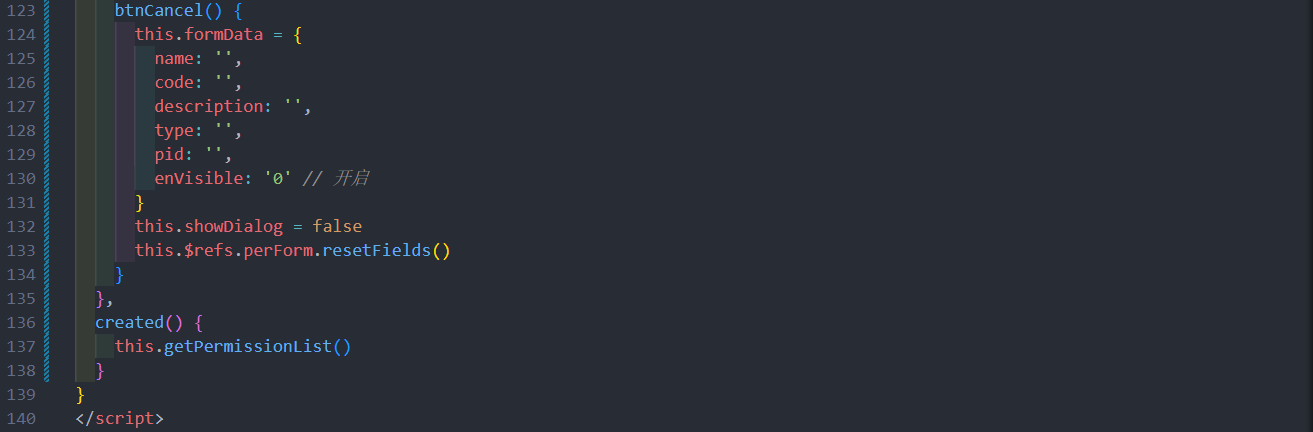 123 btnCancel() {
124 this.formData = {
125 name: '',
126 code: '',
127 description: '',
128 type: '',
129 pid: '',
130 enVisible: '0' // 开启
131 }
132 this.showDialog = false
133 this.$refs.perForm.resetFields()
134 }
135 },
136 created() {
137 this.getPermissionList()
138 }
139 }
140 </script>